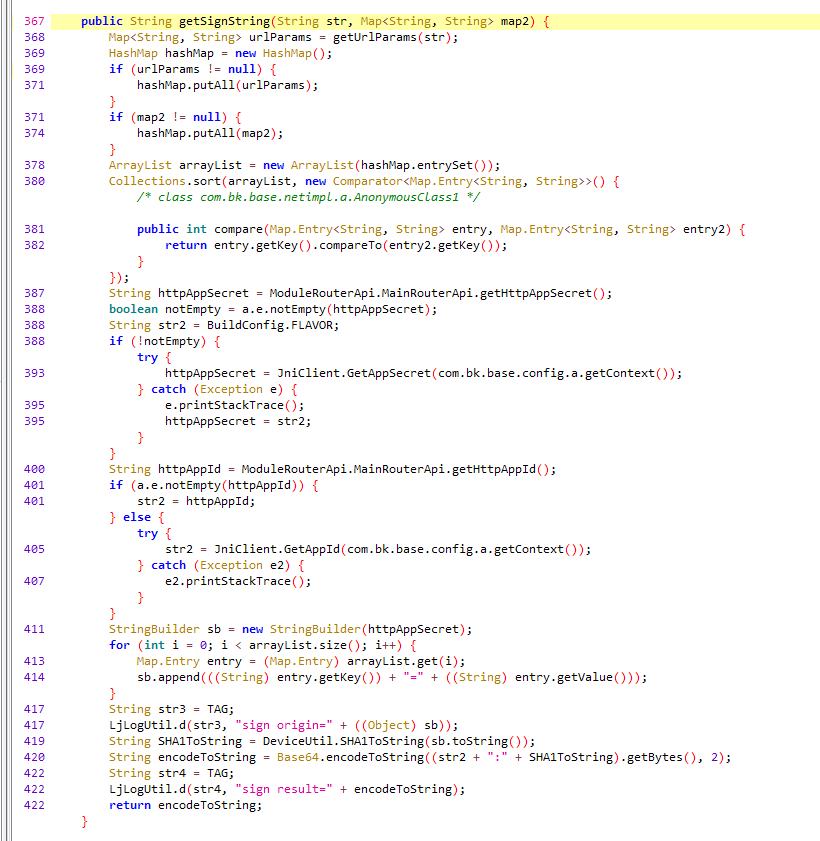 367 public String getSignString(String str, Map<String, String> map2) {
368 Map<String, String> urlParams = getUrlParams(str);
369 HashMap hashMap = new HashMap();
369 if (urlParams != null) {
371 hashMap.putAll(urlParams);
}
371 if (map2 != null) {
374 hashMap.putAll(map2);
}
378 ArrayList arrayList = new ArrayList(hashMap.entrySet());
380 Collections.sort(arrayList, new Comparator<Map.Entry<String, String>>() {
/* class com.bk.base.netimpl.a.AnonymousClass1 */
381 public int compare(Map.Entry<String, String> entry, Map.Entry<String, String> entry2) {
382 return entry.getKey().compareTo(entry2.getKey());
}
});
387 String httpAppSecret = ModuleRouterApi.MainRouterApi.getHttpAppSecret();
388 boolean notEmpty = a.e.notEmpty(httpAppSecret);
388 String str2 = BuildConfig.FLAVOR;
388 if (!notEmpty) {
try {
393 httpAppSecret = JniClient.GetAppSecret(com.bk.base.config.a.getContext());
} catch (Exception e) {
395 e.printStackTrace();
395 httpAppSecret = str2;
}
}
400 String httpAppId = ModuleRouterApi.MainRouterApi.getHttpAppId();
401 if (a.e.notEmpty(httpAppId)) {
401 str2 = httpAppId;
} else {
try {
405 str2 = JniClient.GetAppId(com.bk.base.config.a.getContext());
} catch (Exception e2) {
407 e2.printStackTrace();
}
}
411 StringBuilder sb = new StringBuilder(httpAppSecret);
for (int i = 0; i < arrayList.size(); i++) {
413 Map.Entry entry = (Map.Entry) arrayList.get(i);
414 sb.append(((String) entry.getKey()) + "=" + ((String) entry.getValue()));
}
417 String str3 = TAG;
417 LjLogUtil.d(str3, "sign origin=" + ((Object) sb));
419 String SHA1ToString = DeviceUtil.SHA1ToString(sb.toString());
420 String encodeToString = Base64.encodeToString((str2 + ":" + SHA1ToString).getBytes(), 2);
422 String str4 = TAG;
422 LjLogUtil.d(str4, "sign result=" + encodeToString);
422 return encodeToString;
}